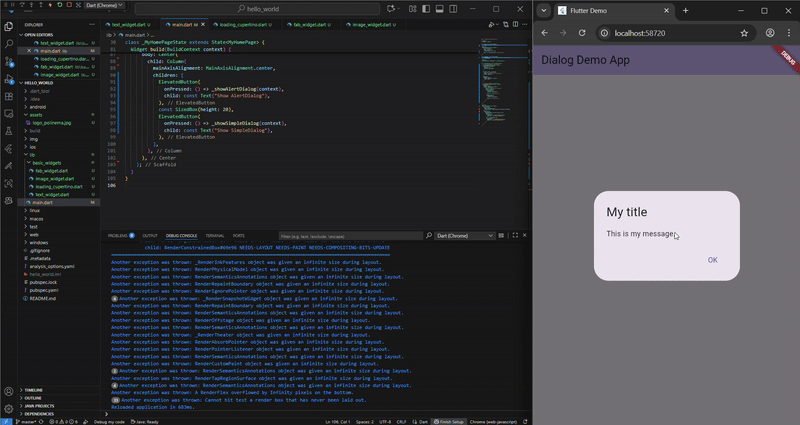 Dart (Chrome)
hello_world
EXPLORER
text_widget.dart
main.dart 9+
loading_cupertino.dart
fab_widget.dart
image_widget.dart
Flutter Demo
localhost:58720
OPEN EDITORS
text_widget.dart
main.dart
loading_cupertino.dart
fab_widget.dart
image_widget.dart
HELLO_WORLD
.dart_tool
.idea
android
assets
logo_polinema.jpg
build
img
ios
lib
basic_widgets
fab_widget.dart
image_widget.dart
loading_cupertino.dart
text_widget.dart
main.dart
linux
macos
test
web
windows
.gitignore
.metadata
analysis_options.yaml
hello_world.iml
pubspec.lock
pubspec.yaml
README.md
TIMELINE
OUTLINE
JAVA PROJECTS
DEPENDENCIES
lib > main.dart >
class _MyHomePageState extends State<MyHomePage> {
Widget build(BuildContext context) {
body: Center(
child: Column(
mainAxisAlignment: MainAxisAlignment.center,
children: [
ElevatedButton(
onPressed: () => _showAlertDialog(context),
child: const Text("Show AlertDialog"),
), // ElevatedButton
const SizedBox(height: 20),
ElevatedButton(
onPressed: () => _showSimpleDialog(context),
child: const Text("Show SimpleDialog"),
), // ElevatedButton
],
), // Column
), // Center
); // Scaffold
}
}
106
PROBLEMS
OUTPUT
DEBUG CONSOLE
TERMINAL
PORTS
Filter (e.g. text, !exclude, \escape)
Dart (Chrome)
Another exception was thrown: _RenderInkFeatures object was given an infinite size during layout.
Another exception was thrown: RenderPhysicalModel object was given an infinite size during layout.
Another exception was thrown: RenderSemanticsAnnotations object was given an infinite size during layout.
Another exception was thrown: RenderRepaintBoundary object was given an infinite size during layout.
Another exception was thrown: RenderIgnorePointer object was given an infinite size during layout.
Another exception was thrown: _RenderSnapshotWidget object was given an infinite size during layout.
Another exception was thrown: RenderRepaintBoundary object was given an infinite size during layout.
Another exception was thrown: RenderSemanticsAnnotations object was given an infinite size during layout.
Another exception was thrown: RenderOffstage object was given an infinite size during layout.
Another exception was thrown: RenderSemanticsAnnotations object was given an infinite size during layout.
Another exception was thrown: _RenderTheater object was given an infinite size during layout.
Another exception was thrown: RenderAbsorbPointer object was given an infinite size during layout.
Another exception was thrown: RenderPointerListener object was given an infinite size during layout.
Another exception was thrown: RenderSemanticsAnnotations object was given an infinite size during layout.
Another exception was thrown: RenderCustomPaint object was given an infinite size during layout.
Another exception was thrown: RenderSemanticsAnnotations object was given an infinite size during layout.
Another exception was thrown: RenderTapRegionSurface object was given an infinite size during layout.
Another exception was thrown: RenderSemanticsAnnotations object was given an infinite size during layout.
Another exception was thrown: A RenderFlex overflowed by Infinity pixels on the bottom.
Another exception was thrown: Cannot hit test a render box that has never been laid out.
Reloaded application in 683ms.
Dialog Demo App
DEBUG
My title
This is my message.
OK
master*
Debug my code
Java: Ready
Spaces: 2
UTF-8
CRLF
Dart
Finish Setup
Chrome (web-javascript)